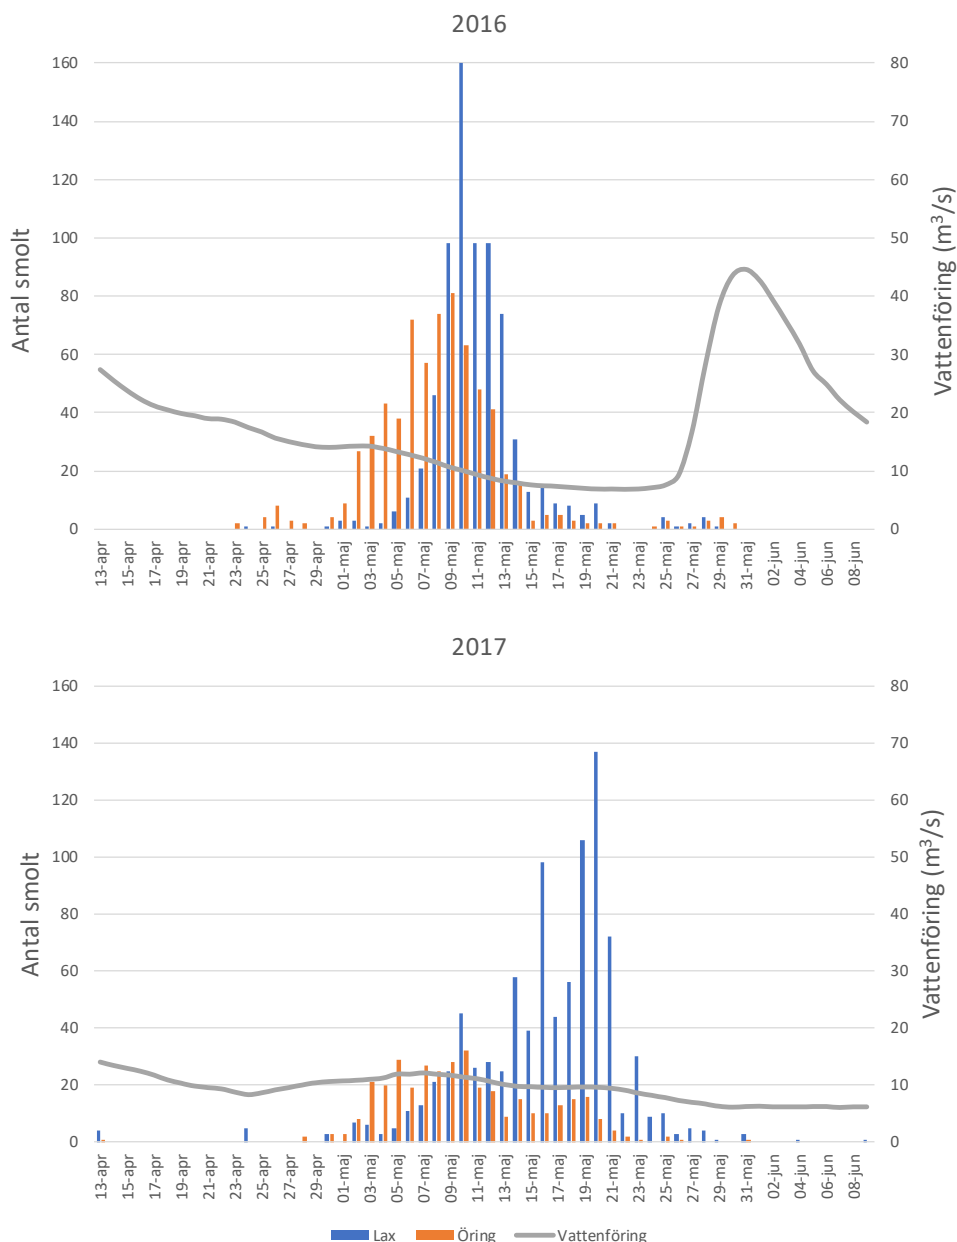 2016
160
140
120
100
80
60
40
20
0
Antal smolt
80
70
60
50
40
30
20
10
0
Vattenföring (m³/s)
13-apr
15-apr
17-apr
19-apr
21-apr
23-apr
25-apr
27-apr
29-apr
01-maj
03-maj
05-maj
07-maj
09-maj
11-maj
13-maj
15-maj
17-maj
19-maj
21-maj
23-maj
25-maj
27-maj
29-maj
31-maj
02-jun
04-jun
06-jun
08-jun
2017
160
140
120
100
80
60
40
20
0
Antal smolt
80
70
60
50
40
30
20
10
0
Vattenföring (m³/s)
13-apr
15-apr
17-apr
19-apr
21-apr
23-apr
25-apr
27-apr
29-apr
01-maj
03-maj
05-maj
07-maj
09-maj
11-maj
13-maj
15-maj
17-maj
19-maj
21-maj
23-maj
25-maj
27-maj
29-maj
31-maj
02-jun
04-jun
06-jun
08-jun
Lax Öring Vattenföring